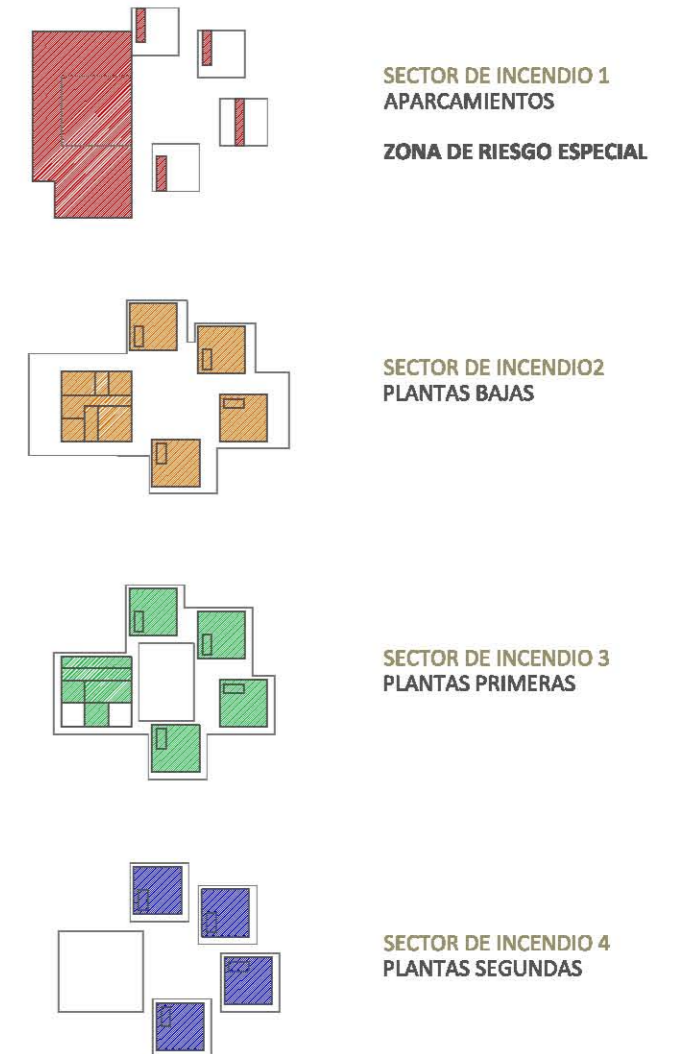 SECTOR DE INCENDIO 1
APARCAMIENTOS
ZONA DE RIESGO ESPECIAL
SECTOR DE INCENDIO2
PLANTAS BAJAS
SECTOR DE INCENDIO 3
PLANTAS PRIMERAS
SECTOR DE INCENDIO 4
PLANTAS SEGUNDAS